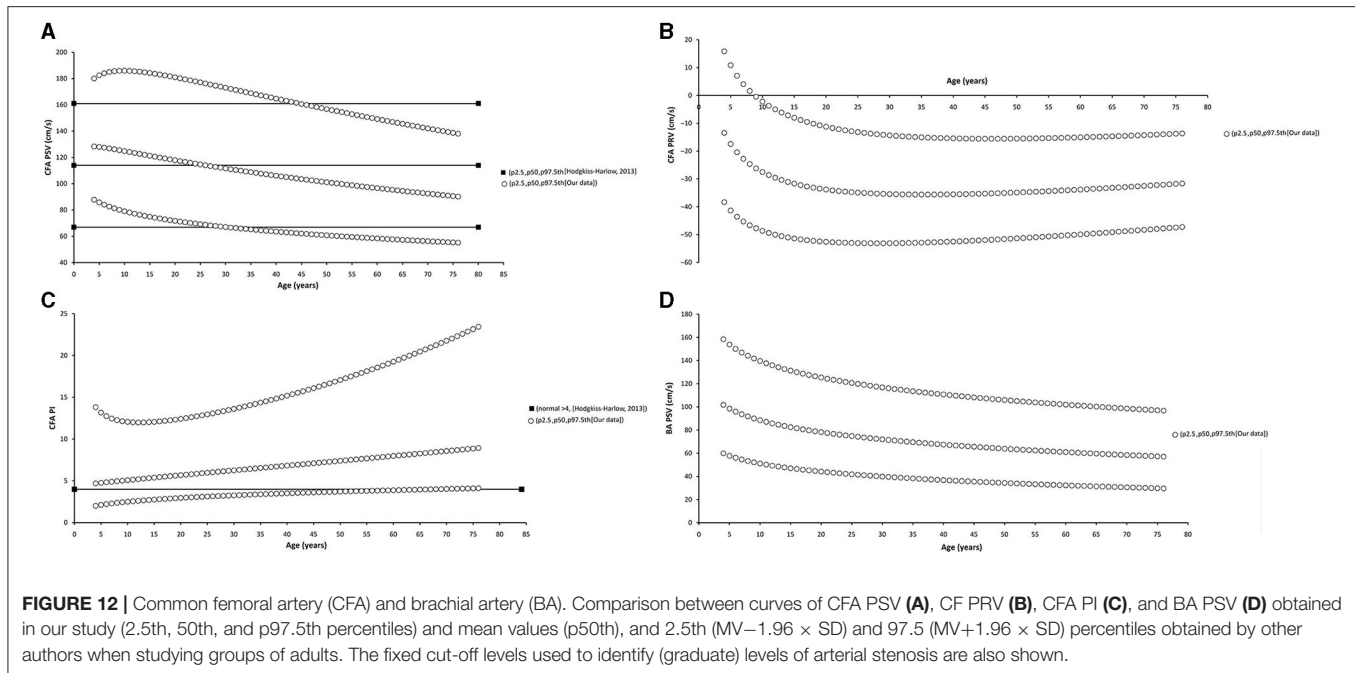 A
CFA PSV (cm/s)
200
180
160
140
120
100
80
60
40
0 5 10 15 20 25 30 35 40 45 50 55 60 65 70 75 80 85
Age (years)
(p2.5,p50,p97.5th[Hodgkiss-Harlow, 2013]
(p2.5,p50,p97.5th[Our data])
B
CFA PRV (cm/s)
20
10
0
−10
−20
−30
−40
−50
−60
Age (years)
0 5 10 15 20 25 30 35 40 45 50 55 60 65 70 75 80
(p2.5,p50,p97.5th[Our data])
C
CFA PI
25
20
15
10
5
0
0 5 10 15 20 25 30 35 40 45 50 55 60 65 70 75 80 85
Age (years)
(normal >4, [Hodgkiss-Harlow, 2013])
(p2.5,p50,p97.5th[Our data])
D
BA PSV (cm/s)
180
160
140
120
100
80
60
40
20
0
0 5 10 15 20 25 30 35 40 45 50 55 60 65 70 75 80
Age (years)
(p2.5,p50,p97.5th[Our data])
FIGURE 12 | Common femoral artery (CFA) and brachial artery (BA). Comparison between curves of CFA PSV (A), CF PRV (B), CFA PI (C), and BA PSV (D) obtained
in our study (2.5th, 50th, and p97.5th percentiles) and mean values (p50th), and 2.5th (MV−1.96 × SD) and 97.5 (MV+1.96 × SD) percentiles obtained by other
authors when studying groups of adults. The fixed cut-off levels used to identify (graduate) levels of arterial stenosis are also shown.